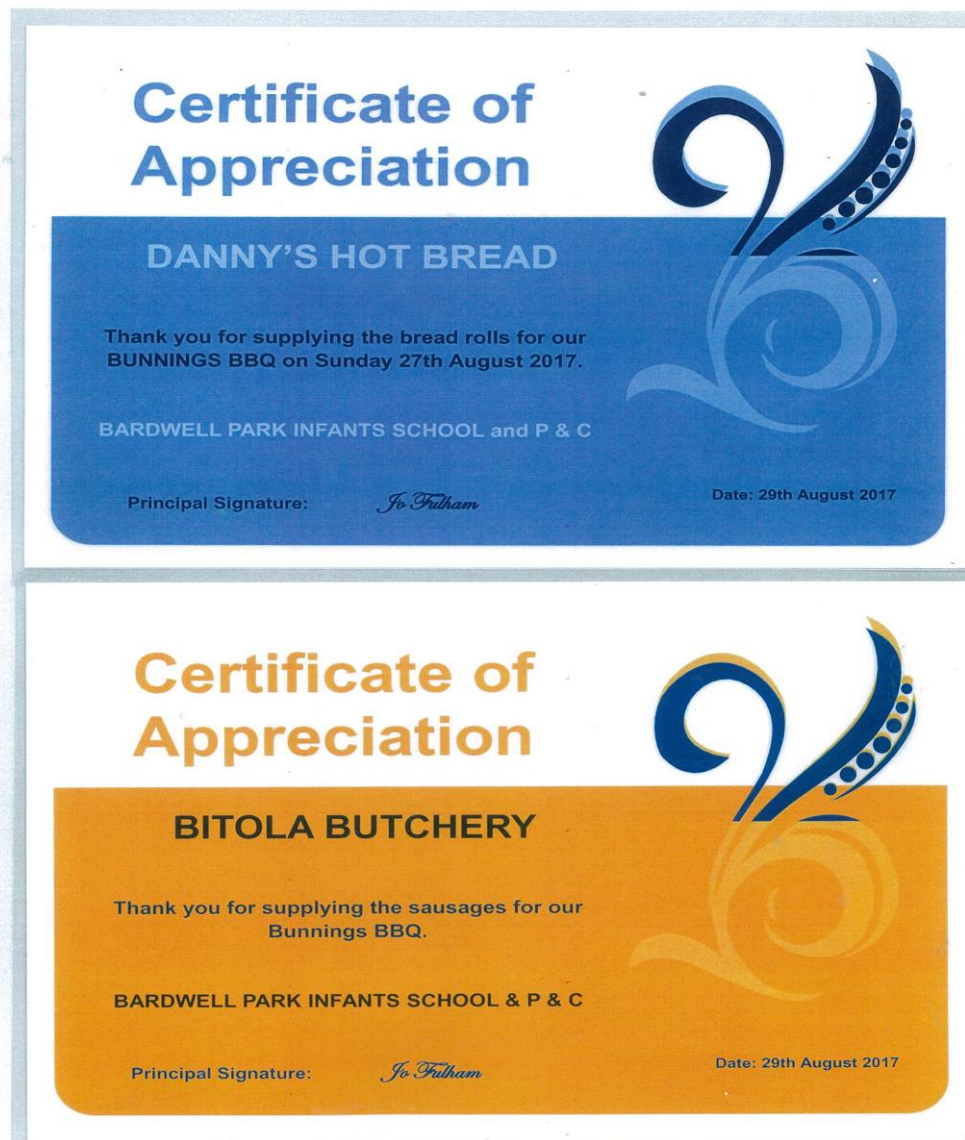 Certificate of
Appreciation
DANNY'S HOT BREAD
Thank you for supplying the bread rolls for our
BUNNINGS BBQ on Sunday 27th August 2017.
BARDWELL PARK INFANTS SCHOOL and P & C
Principal Signature: Jo Fulham Date: 29th August 2017
Certificate of
Appreciation
BITOLA BUTCHERY
Thank you for supplying the sausages for our
Bunnings BBQ.
BARDWELL PARK INFANTS SCHOOL & P & C
Principal Signature: Jo Fulham Date: 29th August 2017